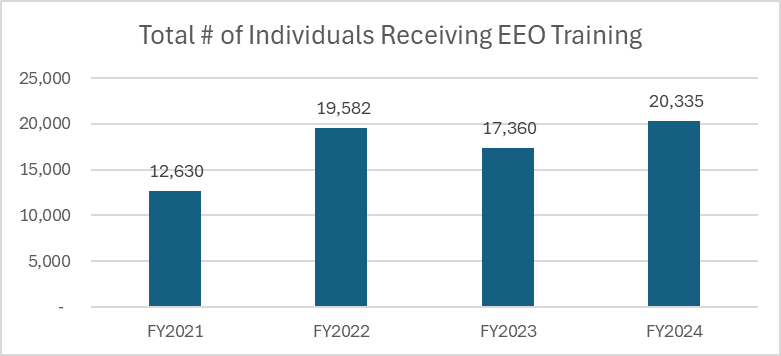 Total # of Individuals Receiving EEO Training
25,000
20,000
15,000
10,000
5,000
-
12,630
19,582
17,360
20,335
FY2021
FY2022
FY2023
FY2024